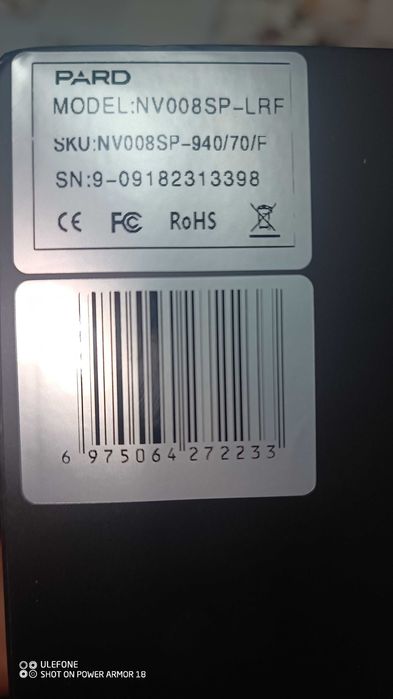 PARD
MODEL:NV008SP-LRF
SKU:NV008SP-940/70/F
SN:9-09182313398
CE FC RoHS
6 975064 272233
ULEFONE
SHOT ON POWER ARMOR 18